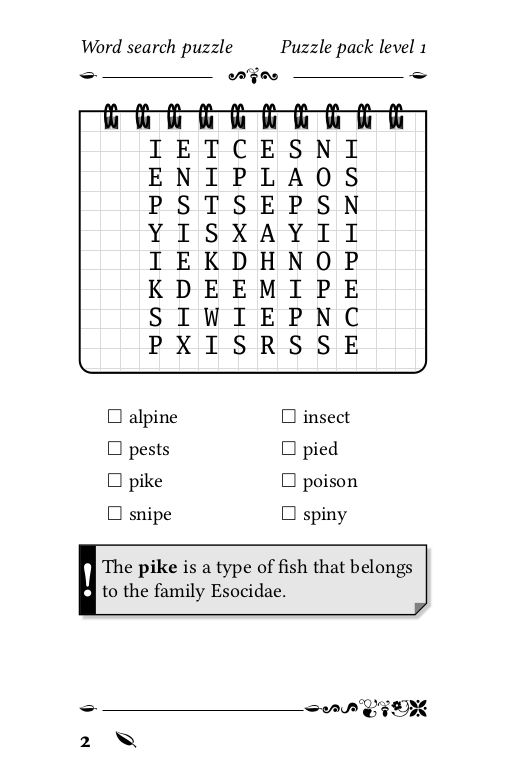 Word search puzzle Puzzle pack level 1
I E T C E S N I
E N I P L A O S
P S T S E P S N
Y I S X A Y I I
I E K D H N O P
K D E E M I P E
S I W I E P N C
P X I S R S S E
☐ alpine ☐ insect
☐ pests ☐ pied
☐ pike ☐ poison
☐ snipe ☐ spiny
! The pike is a type of fish that belongs
to the family Esocidae.
2